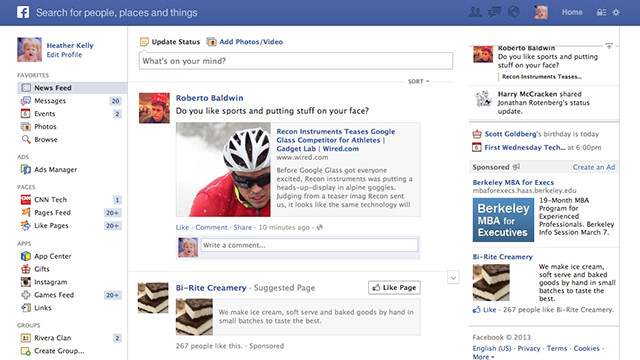 f
Search for people, places and things
Home
Heather Kelly
Edit Profile
FAVORITES
News Feed
Messages 20
Events 2
Photos
Browse
ADS
Ads Manager
PAGES
CNN Tech 1
Pages Feed 20+
Like Pages 20+
APPS
App Center
Gifts
Instagram
Games Feed 20+
Links
GROUPS
Rivera Clan 2
Create Group...
Update Status Add Photos/Video
What's on your mind?
SORT
Roberto Baldwin
Do you like sports and putting stuff on your face?
Recon Instruments Teases Google
Glass Competitor for Athletes |
Gadget Lab | Wired.com
www.wired.com
Before Google Glass got everyone
excited, Recon instruments was putting a
heads-up-display in alpine goggles.
Judging from a teaser imag Recon sent
us, it looks like the same technology will
Like · Comment · Share · 10 minutes ago ·
Write a comment...
Bi-Rite Creamery · Suggested Page
Like Page
We make ice cream, soft serve and baked goods by hand in
small batches to taste the best.
267 people like this. · Sponsored
Roberto Baldwin
Do you like sports and
putting stuff on your face?
Recon Instruments Teases...
Harry McCracken shared
Jonathan Rotenberg's status
update.
Scott Goldberg's birthday is today
First Wednesday Tech... at 6:00pm
Sponsored Create an Ad
Berkeley MBA for Execs
mbaforexecs.haas.berkeley.edu
Berkeley
MBA for
Executives
19-Month MBA
Program for
Experienced
Professionals. Berkeley
Info Session March 7.
Bi-Rite Creamery
We make ice cream,
soft serve and baked
goods by hand in small
batches to taste the
best.
Like · 267 people like Bi-Rite Creamery.
Facebook © 2013
English (US) · Privacy · Terms · Cookies ·
More